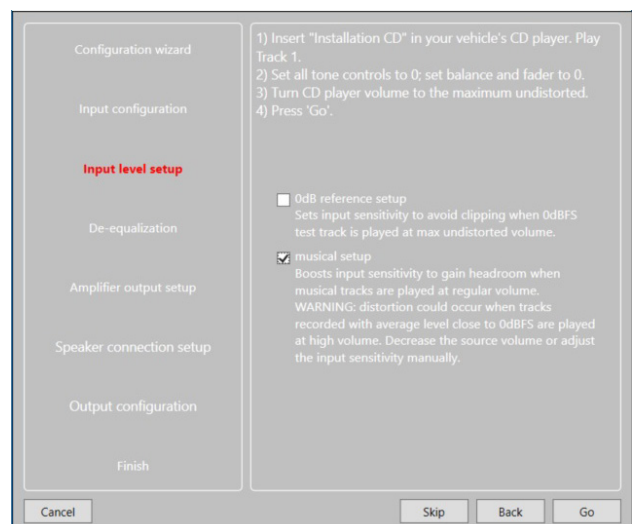 Configuration wizard
Input configuration
Input level setup
De-equalization
Amplifier output setup
Speaker connection setup
Output configuration
Finish
1) Insert "Installation CD" in your vehicle's CD player. Play
Track 1.
2) Set all tone controls to 0; set balance and fader to 0.
3) Turn CD player volume to the maximum undistorted.
4) Press 'Go'.
0dB reference setup
Sets input sensitivity to avoid clipping when 0dBFS
test track is played at max undistorted volume.
musical setup
Boosts input sensitivity to gain headroom when
musical tracks are played at regular volume.
WARNING: distortion could occur when tracks
recorded with average level close to 0dBFS are played
at high volume. Decrease the source volume or adjust
the input sensitivity manually.
Cancel
Skip
Back
Go